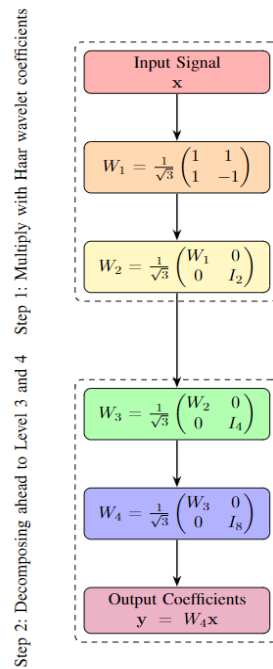 Step 1: Multiply with Haar wavelet coefficients
Input Signal
x
W₁ = 1/√3 (1 1
1 −1)
W₂ = 1/√3 (W₁ 0
0 I₂)
Step 2: Decomposing ahead to Level 3 and 4
W₃ = 1/√3 (W₂ 0
0 I₄)
W₄ = 1/√3 (W₃ 0
0 I₈)
Output Coefficients
y = W₄x